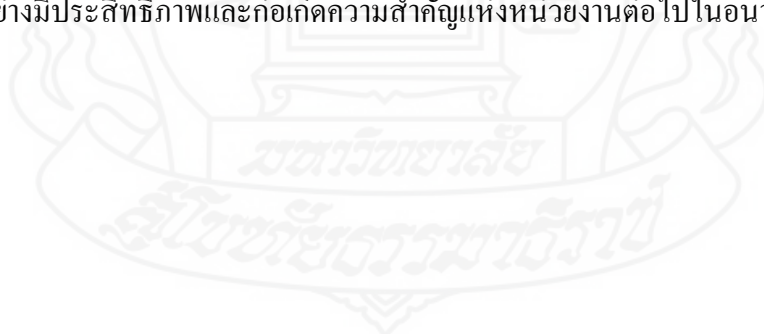 ย่างมีประสิทธิภาพและก่อเกิดความสำคัญแห่งหน่วยงานต่อไปในอนา
มหาวิทยาลัย
สุโขทัยธรรมาธิราช